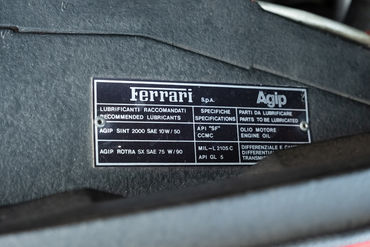 Ferrari S.p.A. Agip
LUBRIFICANTI RACCOMANDATI SPECIFICHE PARTI DA LUBRIFICARE
RECOMMENDED LUBRICANTS SPECIFICATIONS PARTS TO BE LUBRICATED
AGIP SINT 2000 SAE 10W/50 API "SF" OLIO MOTORE
CCMC ENGINE OIL
AGIP ROTRA SX SAE 75 W/90 MIL-L 2105 C DIFFERENZIALE E
API GL 5